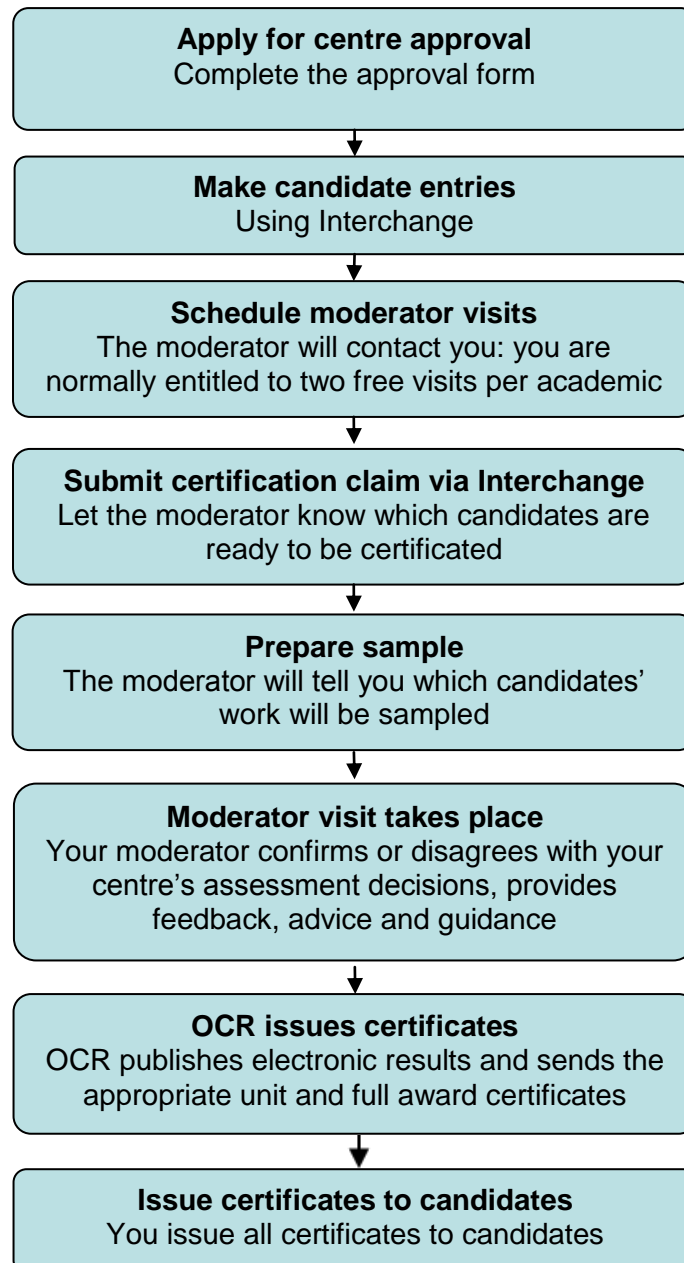 Apply for centre approval
Complete the approval form
Make candidate entries
Using Interchange
Schedule moderator visits
The moderator will contact you: you are
normally entitled to two free visits per academic
Submit certification claim via Interchange
Let the moderator know which candidates are
ready to be certificated
Prepare sample
The moderator will tell you which candidates’
work will be sampled
Moderator visit takes place
Your moderator confirms or disagrees with your
centre’s assessment decisions, provides
feedback, advice and guidance
OCR issues certificates
OCR publishes electronic results and sends the
appropriate unit and full award certificates
Issue certificates to candidates
You issue all certificates to candidates